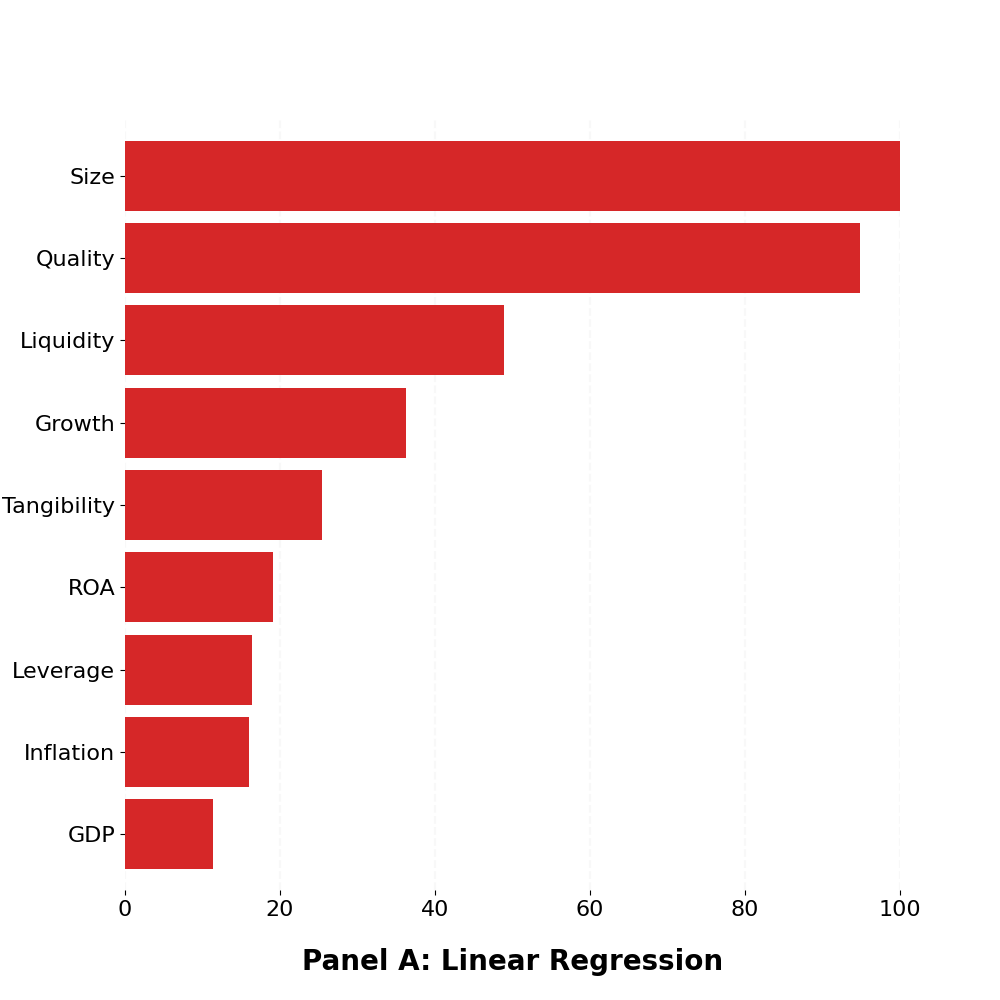 Size
Quality
Liquidity
Growth
Tangibility
ROA
Leverage
Inflation
GDP
0 20 40 60 80 100
Panel A: Linear Regression